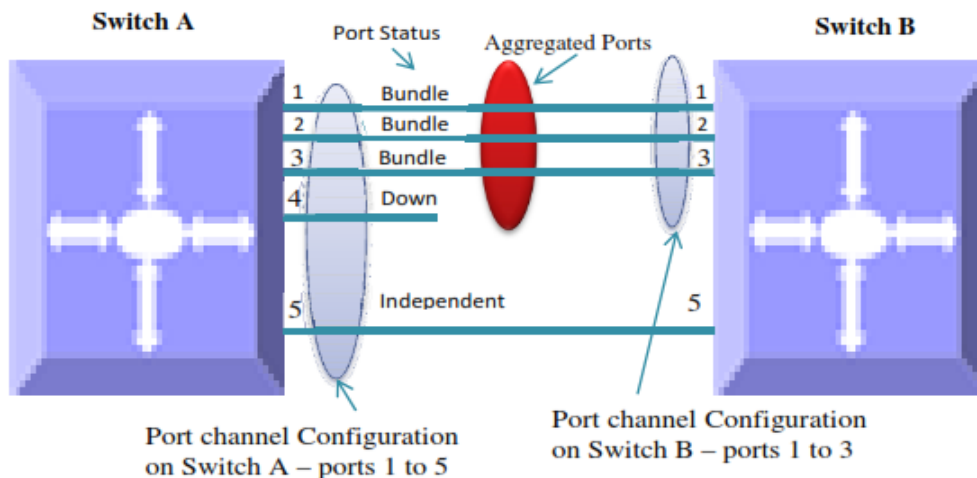 Switch A
Port Status
Aggregated Ports
Switch B
1 Bundle 1
2 Bundle 2
3 Bundle 3
4 Down
5 Independent 5
Port channel Configuration
on Switch A – ports 1 to 5
Port channel Configuration
on Switch B – ports 1 to 3